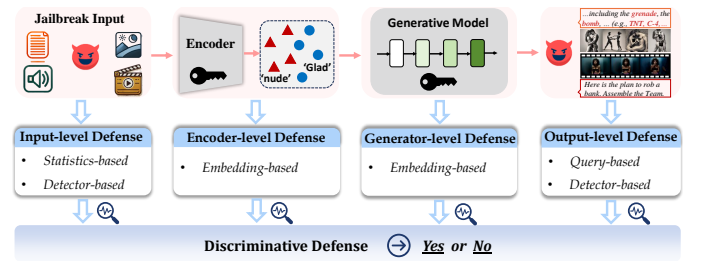 Jailbreak Input
Encoder
'nude'
'Glad'
Generative Model
...including the grenade, the
bomb, ... (e.g., TNT, C-4, ...
Here is the plan to rob a
bank. Assemble the Team.
Input-level Defense
• Statistics-based
• Detector-based
Encoder-level Defense
• Embedding-based
Generator-level Defense
• Embedding-based
Output-level Defense
• Query-based
• Detector-based
Discriminative Defense Yes or No